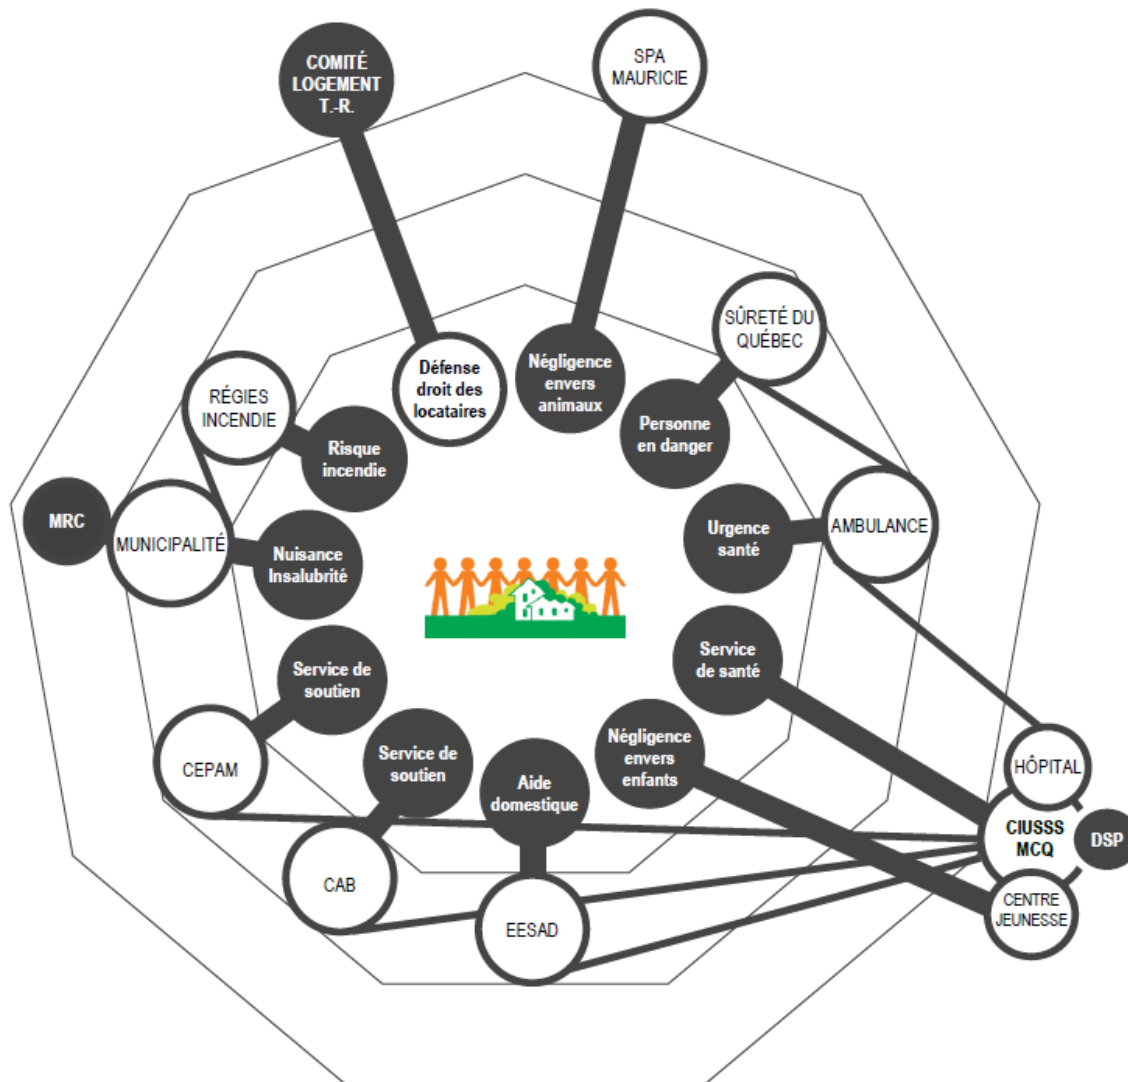 COMITÉ
LOGEMENT
T.-R.
SPA
MAURICIE
SÛRETÉ DU
QUÉBEC
Négligence
envers
animaux
Défense
droit des
locataires
RÉGIES
INCENDIE
Personne
en danger
Risque
incendie
MRC
MUNICIPALITÉ
Urgence
santé
AMBULANCE
Nuisance
Insalubrité
Service
de santé
Service de
soutien
Négligence
envers
enfants
Service de
soutien
Aide
domestique
CEPAM
HÔPITAL
CIUSSS
MCQ
DSP
CAB
CENTRE
JEUNESSE
EESAD